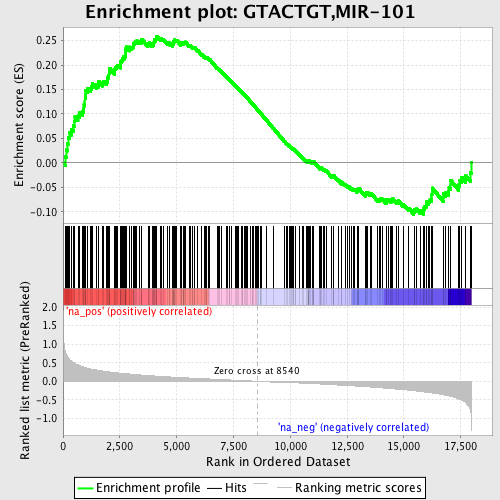 Enrichment plot: GTACTGT,MIR-101
Enrichment score (ES)
0.25
0.20
0.15
0.10
0.05
0.00
-0.05
-0.10
'na_pos' (positively correlated)
Ranked list metric (PreRanked)
2.0
1.5
1.0
0.5
0.0
-0.5
-1.0
Zero cross at 8540
'na_neg' (negatively correlated)
0
2,500
5,000
7,500
10,000
12,500
15,000
17,500
Rank in Ordered Dataset
Enrichment profile
Hits
Ranking metric scores